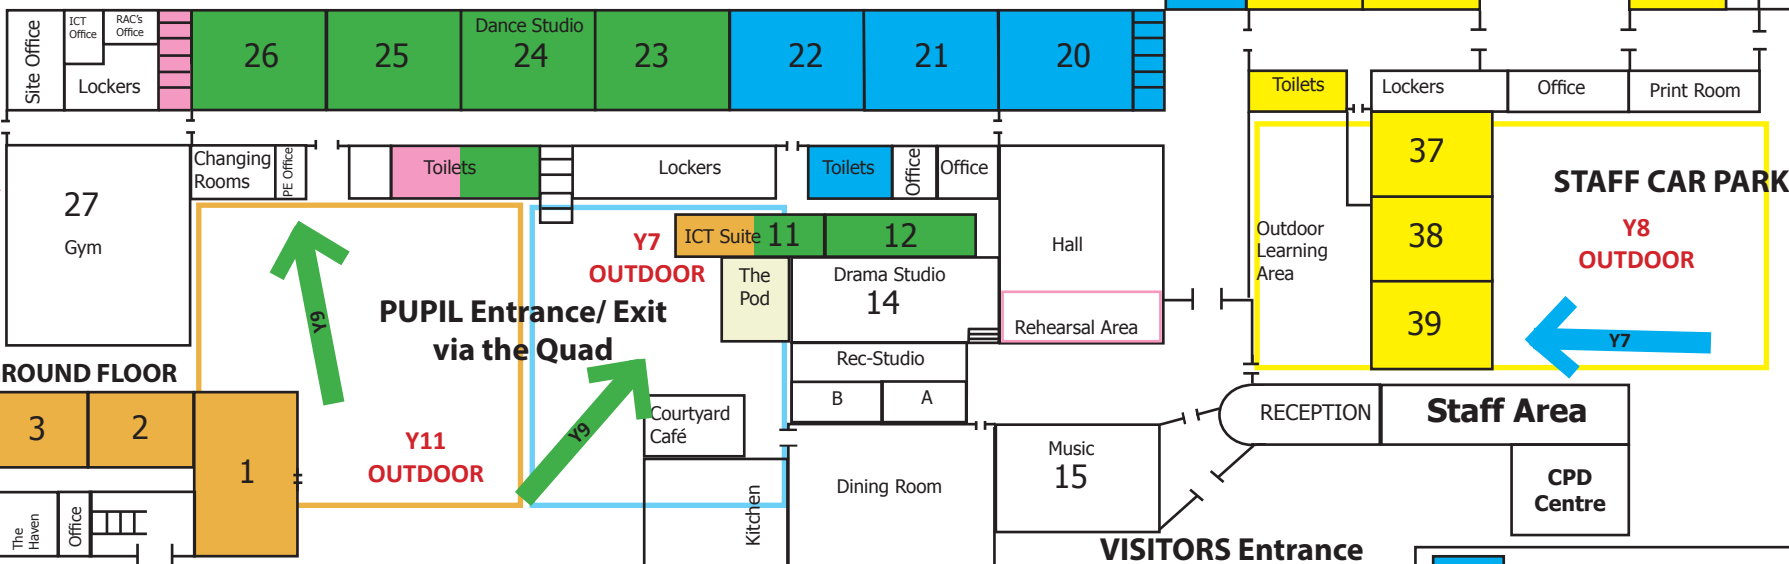 Site Office
ICT
Office
RAC's
Office
Lockers
26
25
Dance Studio
24
23
22
21
20
Toilets
Lockers
Office
Print Room
27
Gym
Changing
Rooms
PE Office
Toilets
Lockers
Toilets
Office
Office
ICT Suite 11
12
Y7
OUTDOOR
The
Pod
Drama Studio
14
Hall
Rehearsal Area
Outdoor
Learning
Area
37
38
39
STAFF CAR PARK
Y8
OUTDOOR
Y7
Y9
PUPIL Entrance/ Exit
via the Quad
Rec-Studio
B
A
ROUND FLOOR
3
2
1
Y11
OUTDOOR
Y9
Courtyard
Café
Kitchen
Dining Room
Music
15
RECEPTION
Staff Area
CPD
Centre
The
Haven
Office
VISITORS Entrance